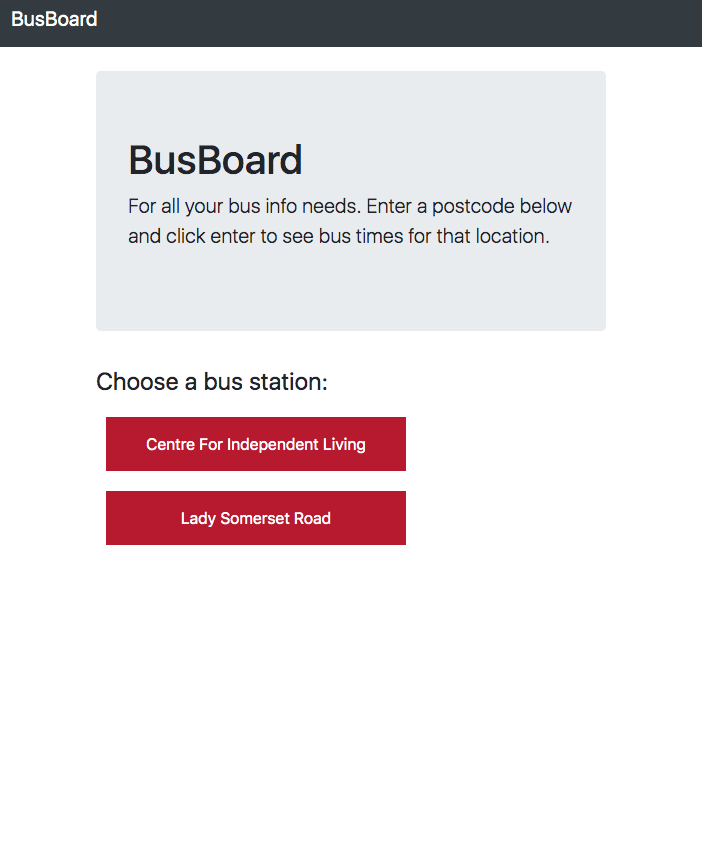 BusBoard
BusBoard
For all your bus info needs. Enter a postcode below
and click enter to see bus times for that location.
Choose a bus station:
Centre For Independent Living
Lady Somerset Road